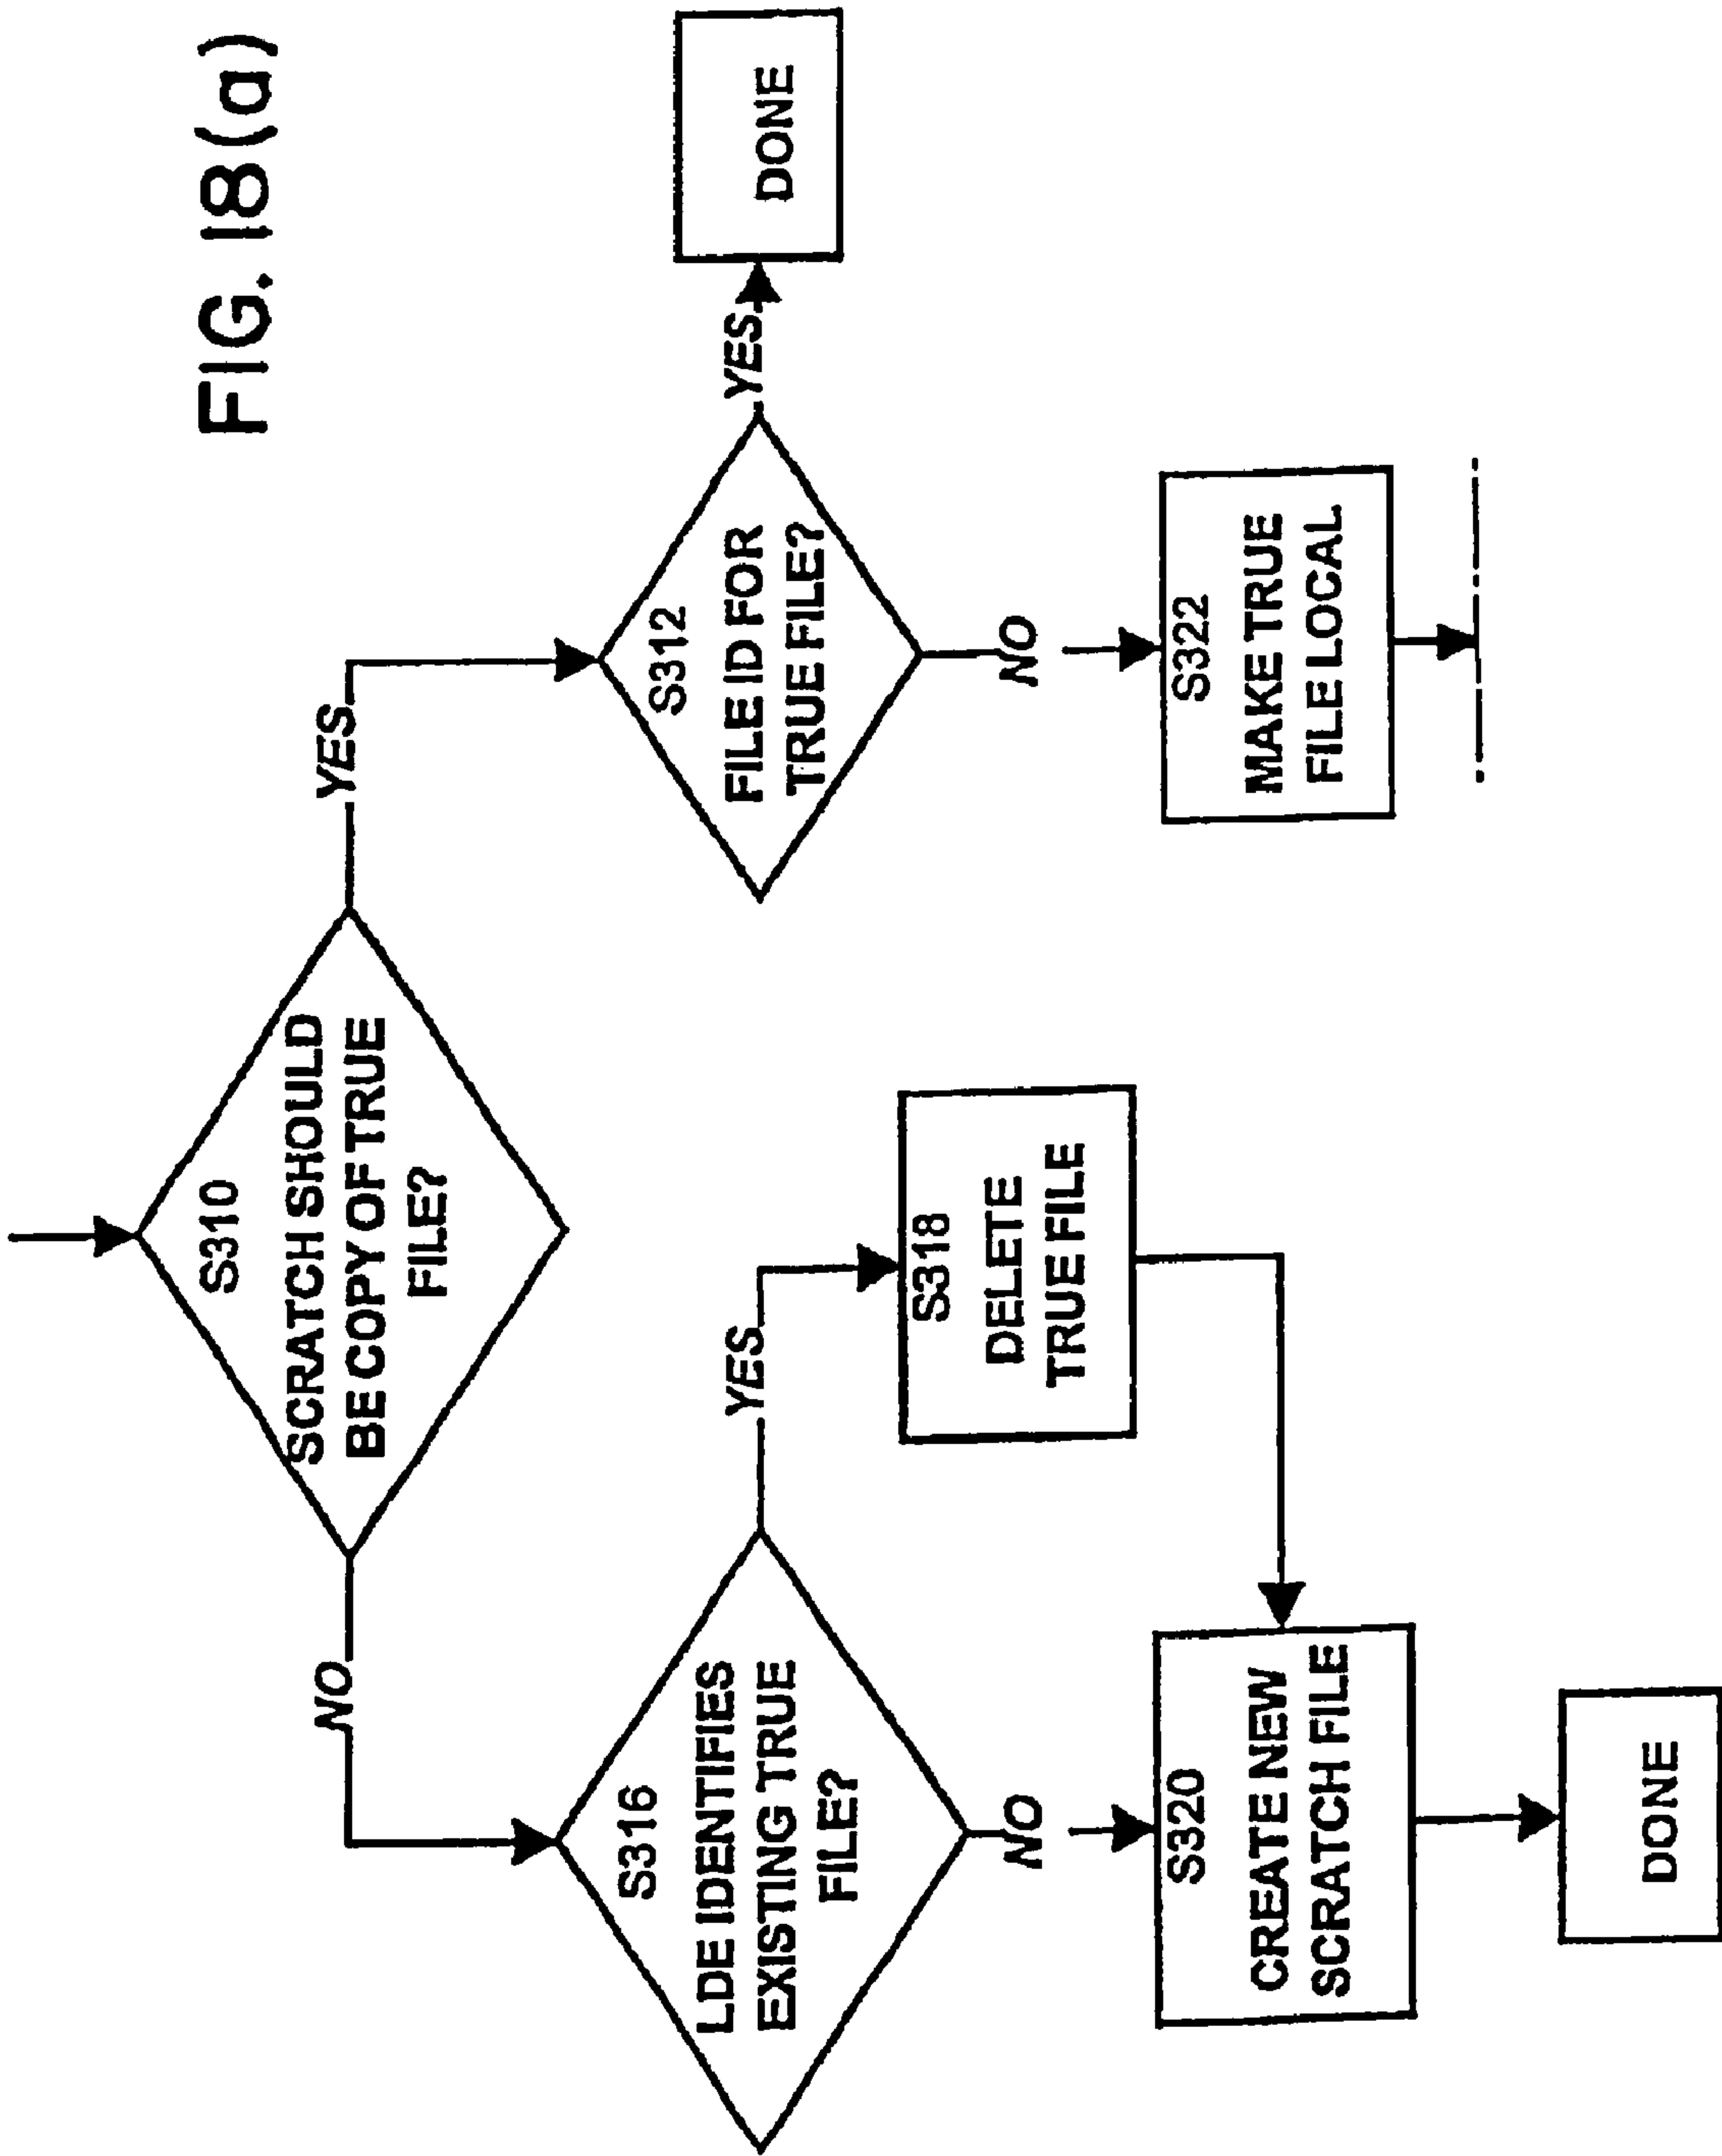 FIG. 18(a)
S310
SCRATCH SHOULD
BE COPY OF TRUE
FILE?
NO
YES
S316
LDE IDENTIFIES
EXISTING TRUE
FILE?
YES
NO
S318
DELETE
TRUE FILE
S320
CREATE NEW
SCRATCH FILE
DONE
S312
FILE ID FOR
TRUE FILE?
YES
DONE
NO
S322
MAKE TRUE
FILE LOCAL